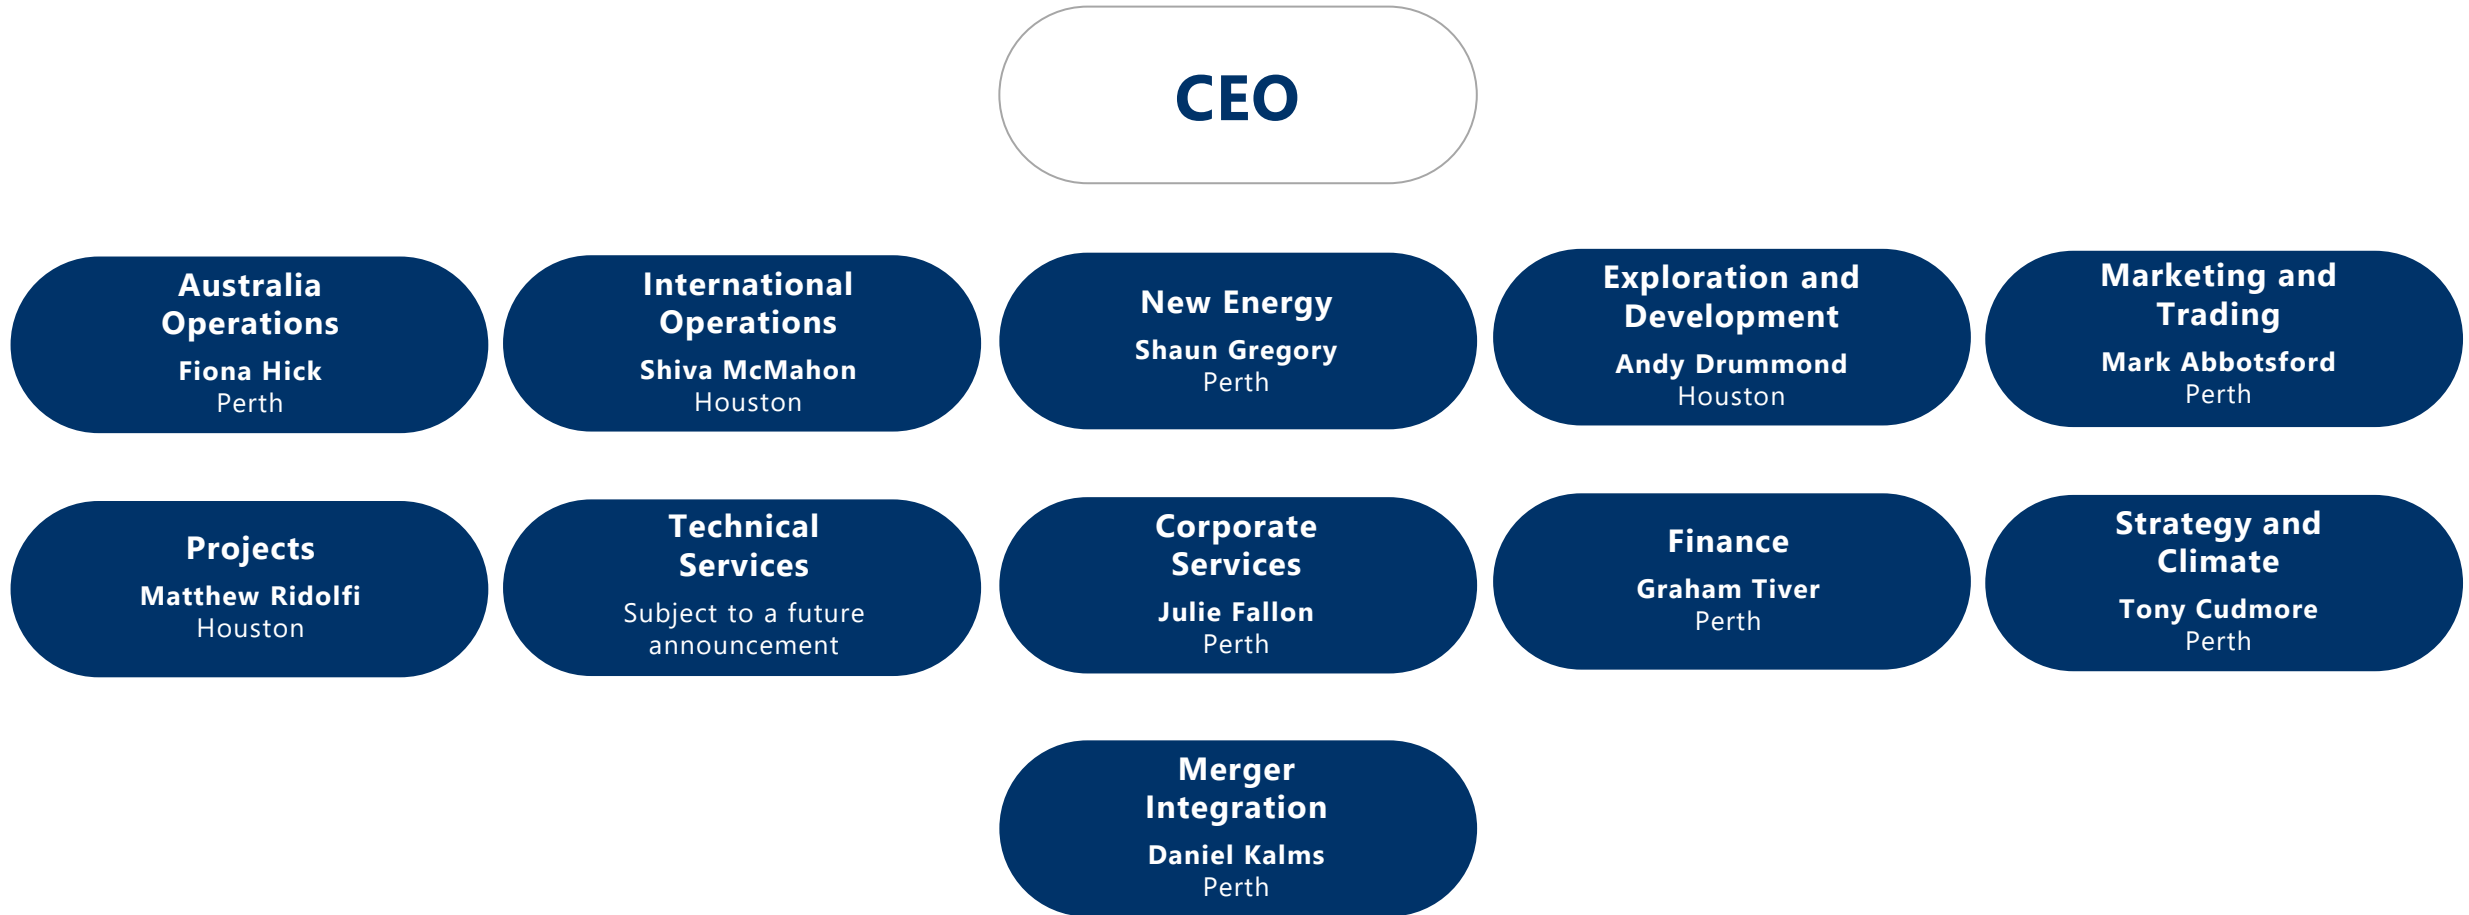 CEO
Australia
Operations
Fiona Hick
Perth
International
Operations
Shiva McMahon
Houston
New Energy
Shaun Gregory
Perth
Exploration and
Development
Andy Drummond
Houston
Marketing and
Trading
Mark Abbotsford
Perth
Projects
Matthew Ridolfi
Houston
Technical
Services
Subject to a future
announcement
Corporate
Services
Julie Fallon
Perth
Finance
Graham Tiver
Perth
Strategy and
Climate
Tony Cudmore
Perth
Merger
Integration
Daniel Kalms
Perth